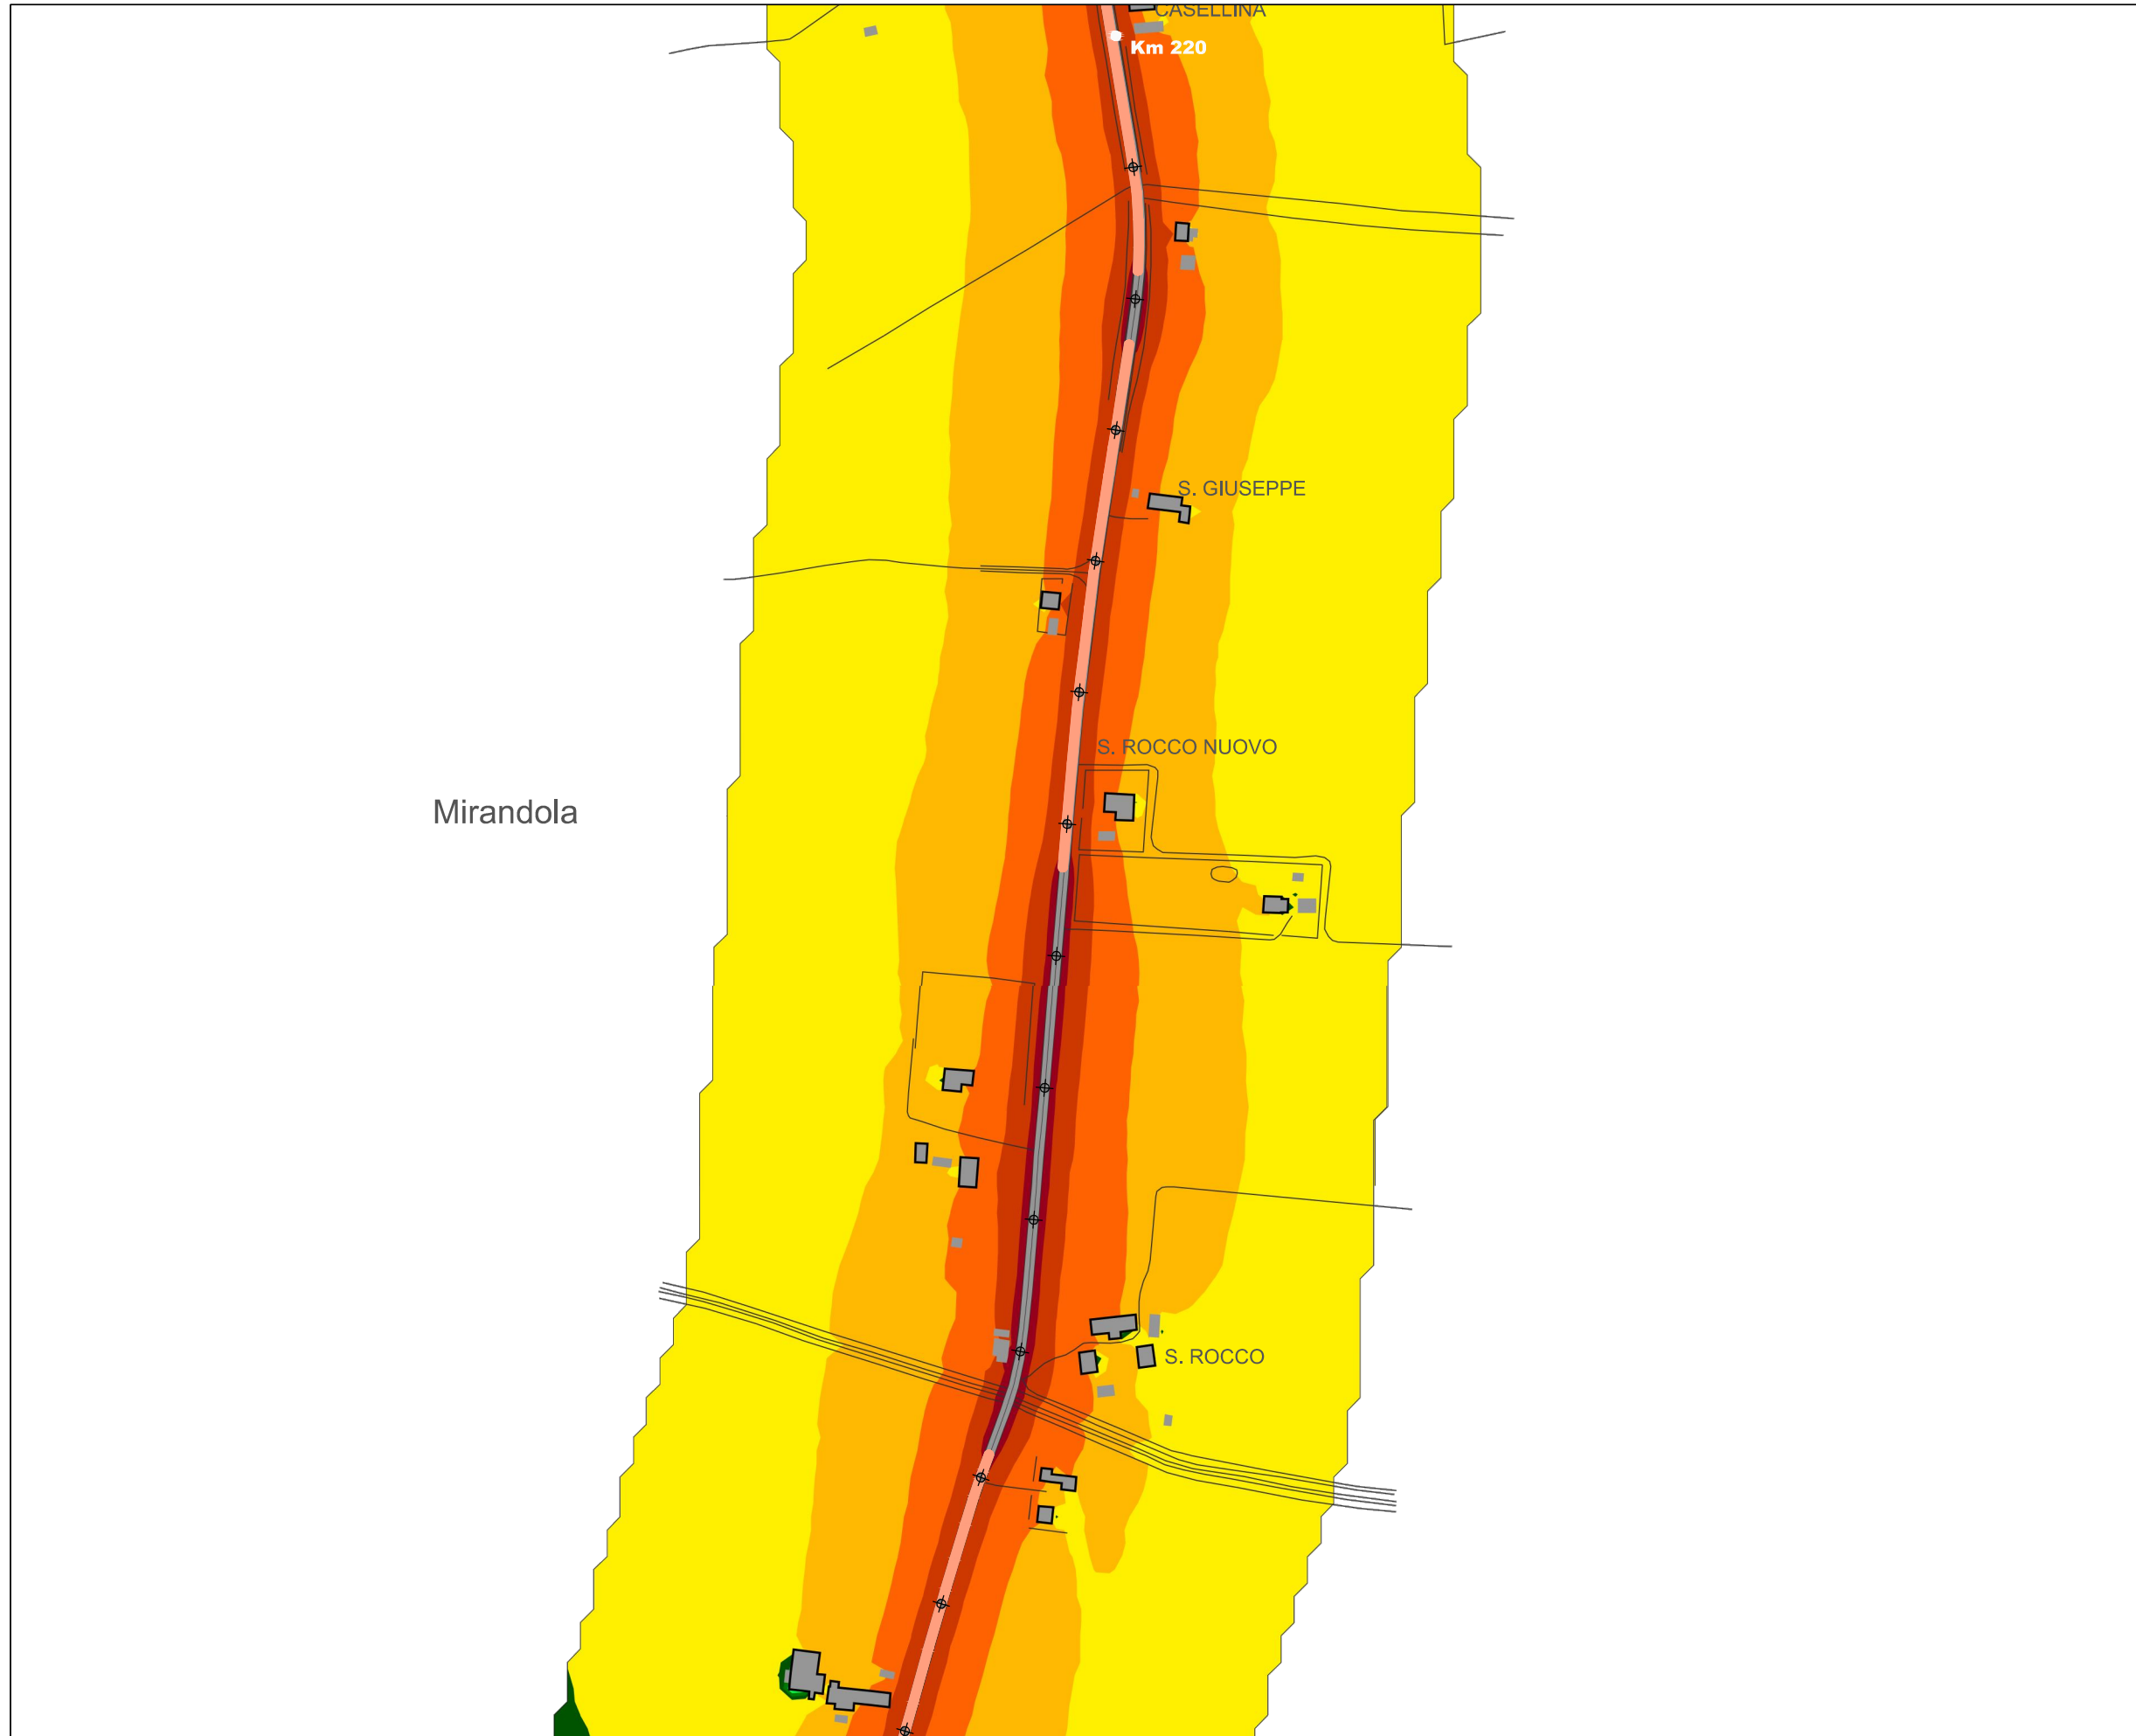 CASELLINA
Km 220
S. GIUSEPPE
S. ROCCO NUOVO
Mirandola
S. ROCCO